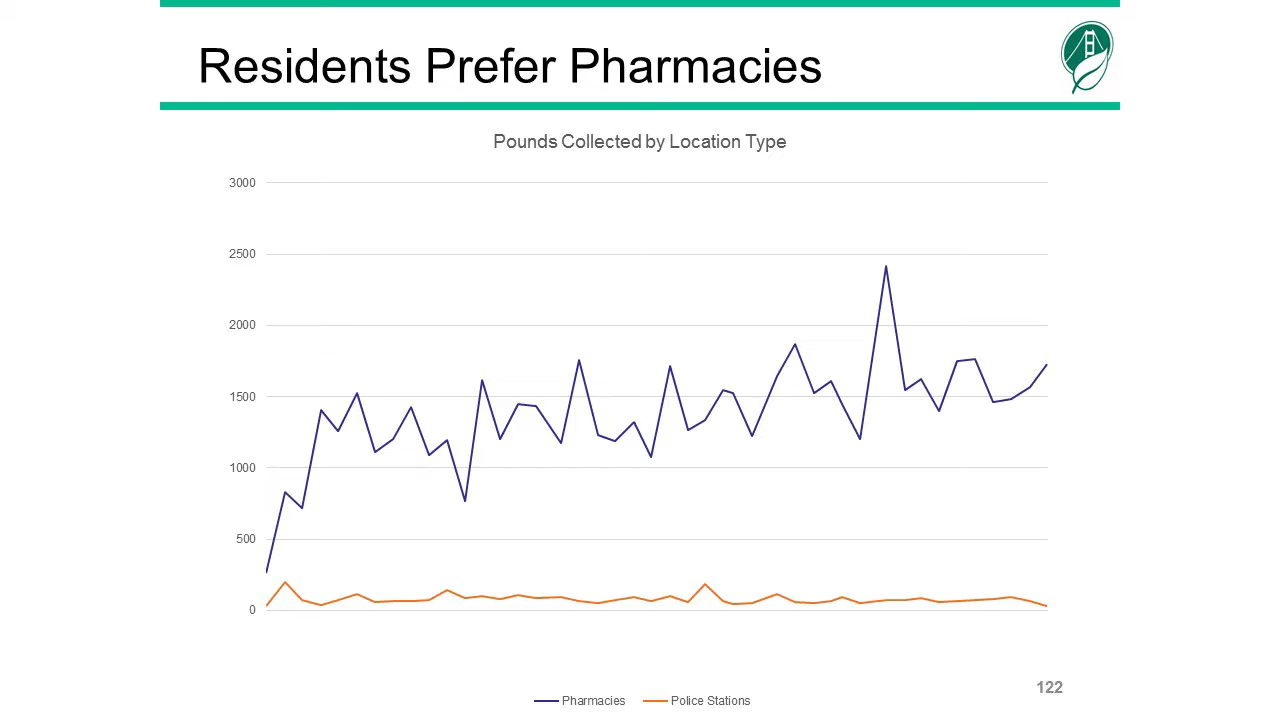 Residents Prefer Pharmacies
Pounds Collected by Location Type
3000
2500
2000
1500
1000
500
0
122
Pharmacies
Police Stations